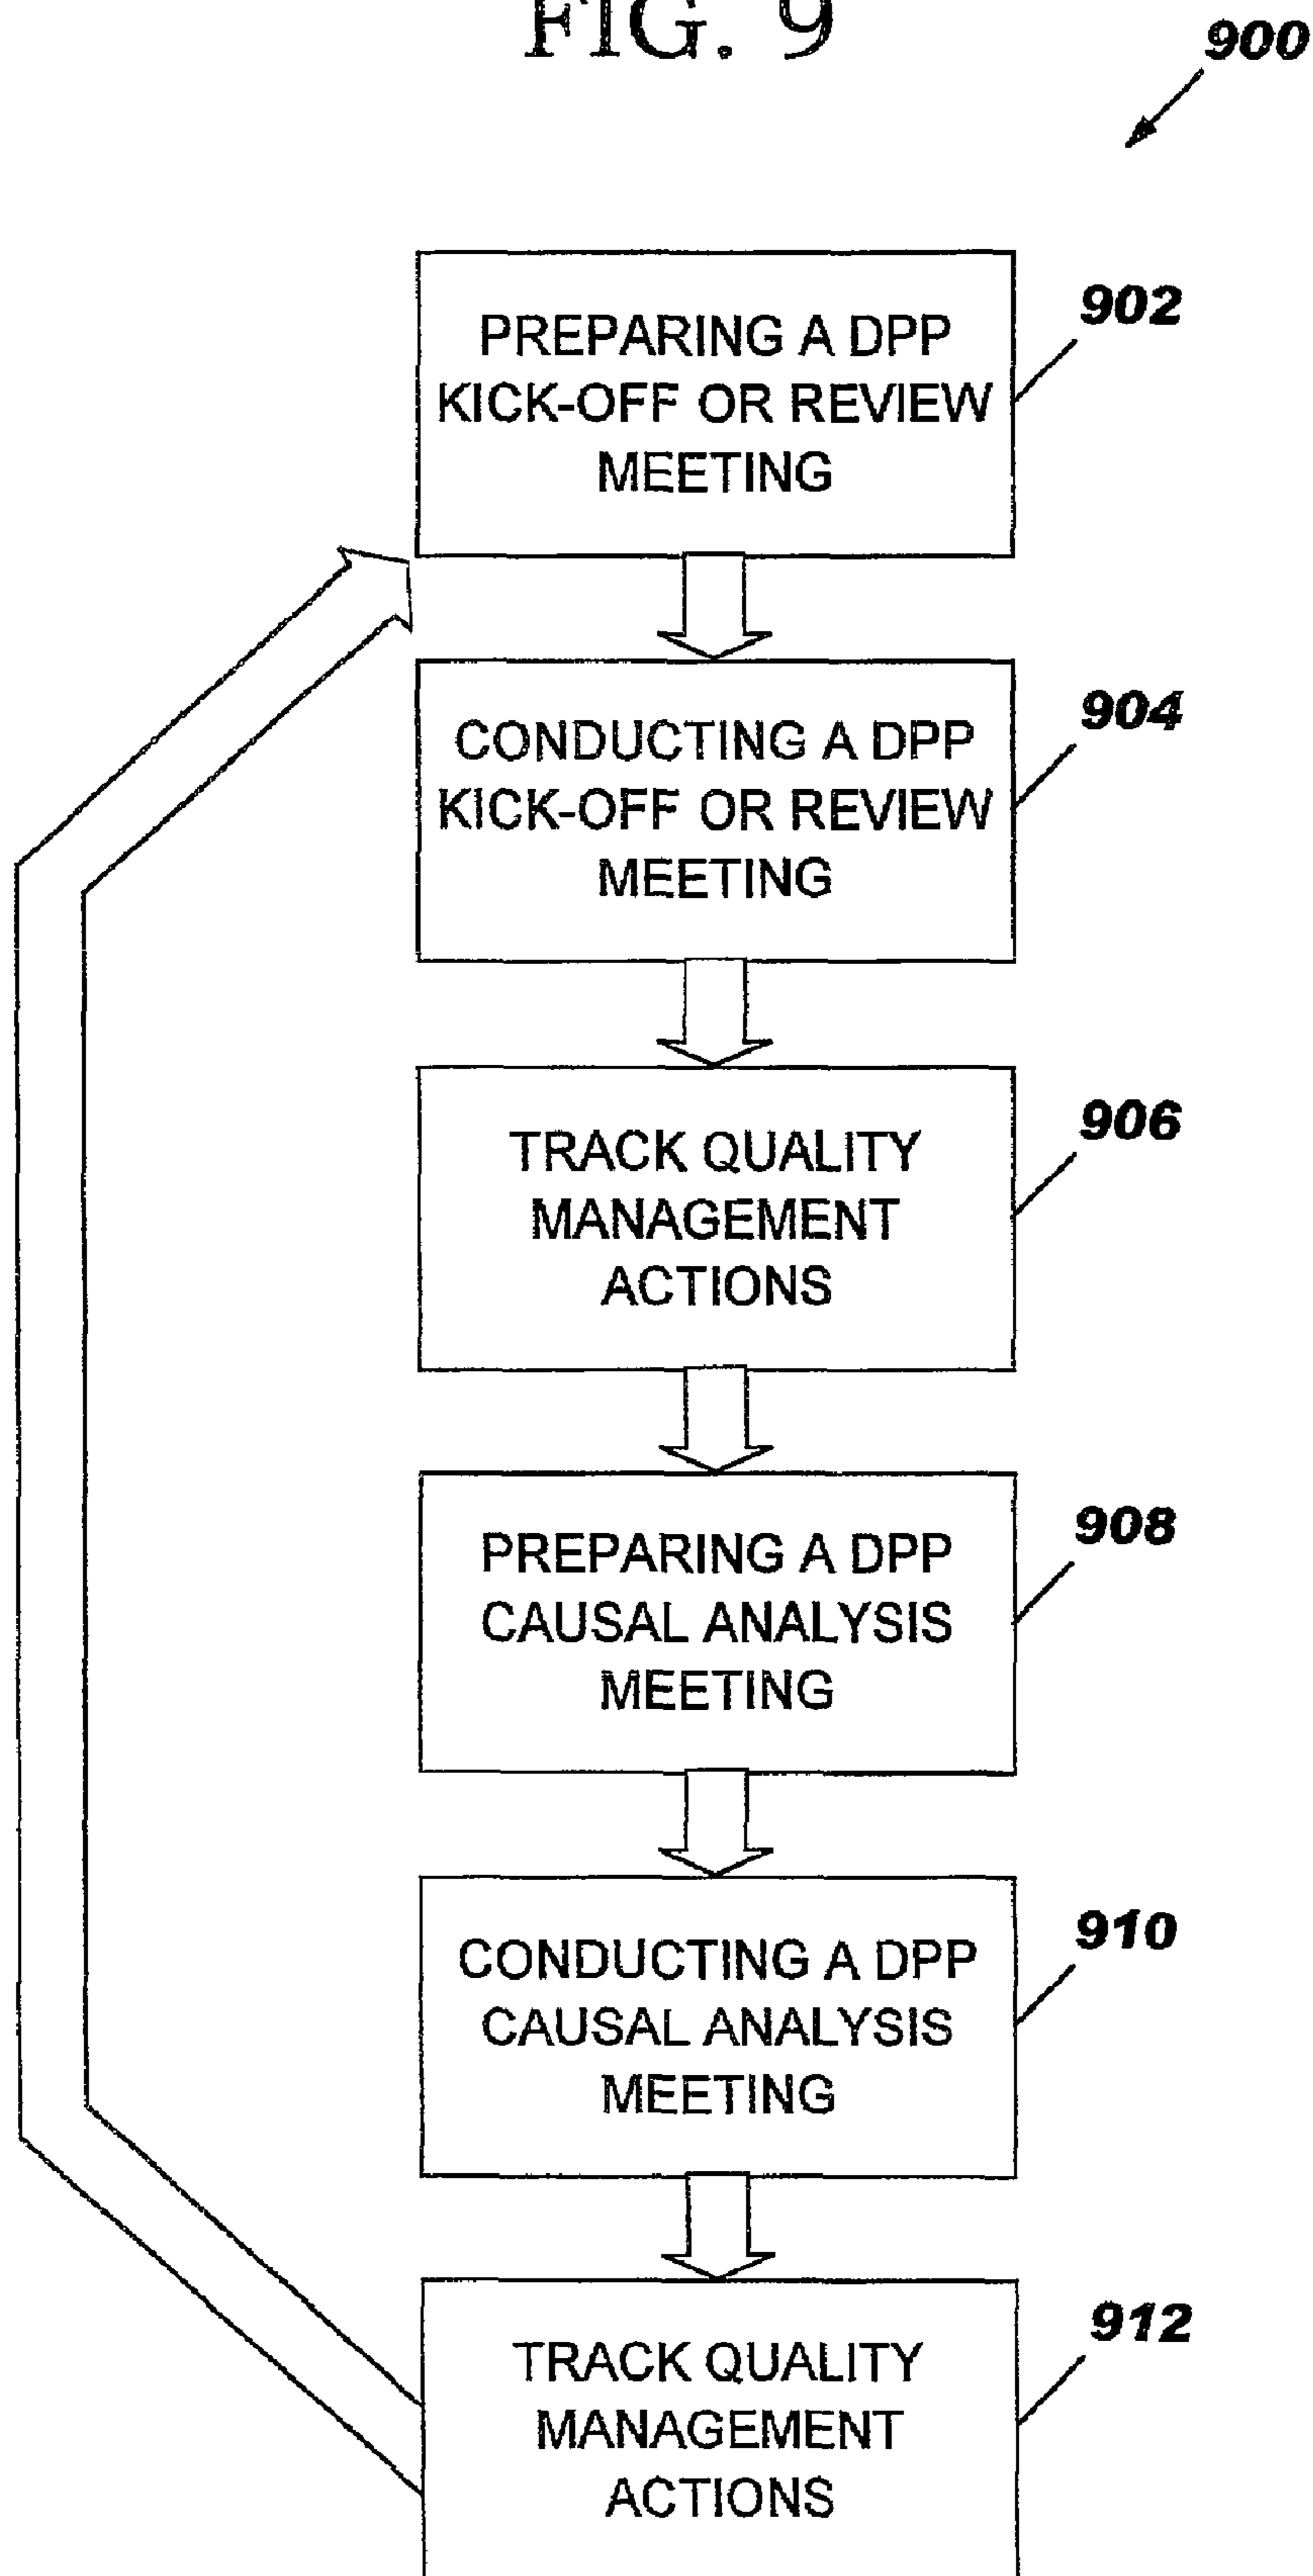 FIG. 9
900
PREPARING A DPP
KICK-OFF OR REVIEW
MEETING
902
CONDUCTING A DPP
KICK-OFF OR REVIEW
MEETING
904
TRACK QUALITY
MANAGEMENT
ACTIONS
906
PREPARING A DPP
CAUSAL ANALYSIS
MEETING
908
CONDUCTING A DPP
CAUSAL ANALYSIS
MEETING
910
TRACK QUALITY
MANAGEMENT
ACTIONS
912